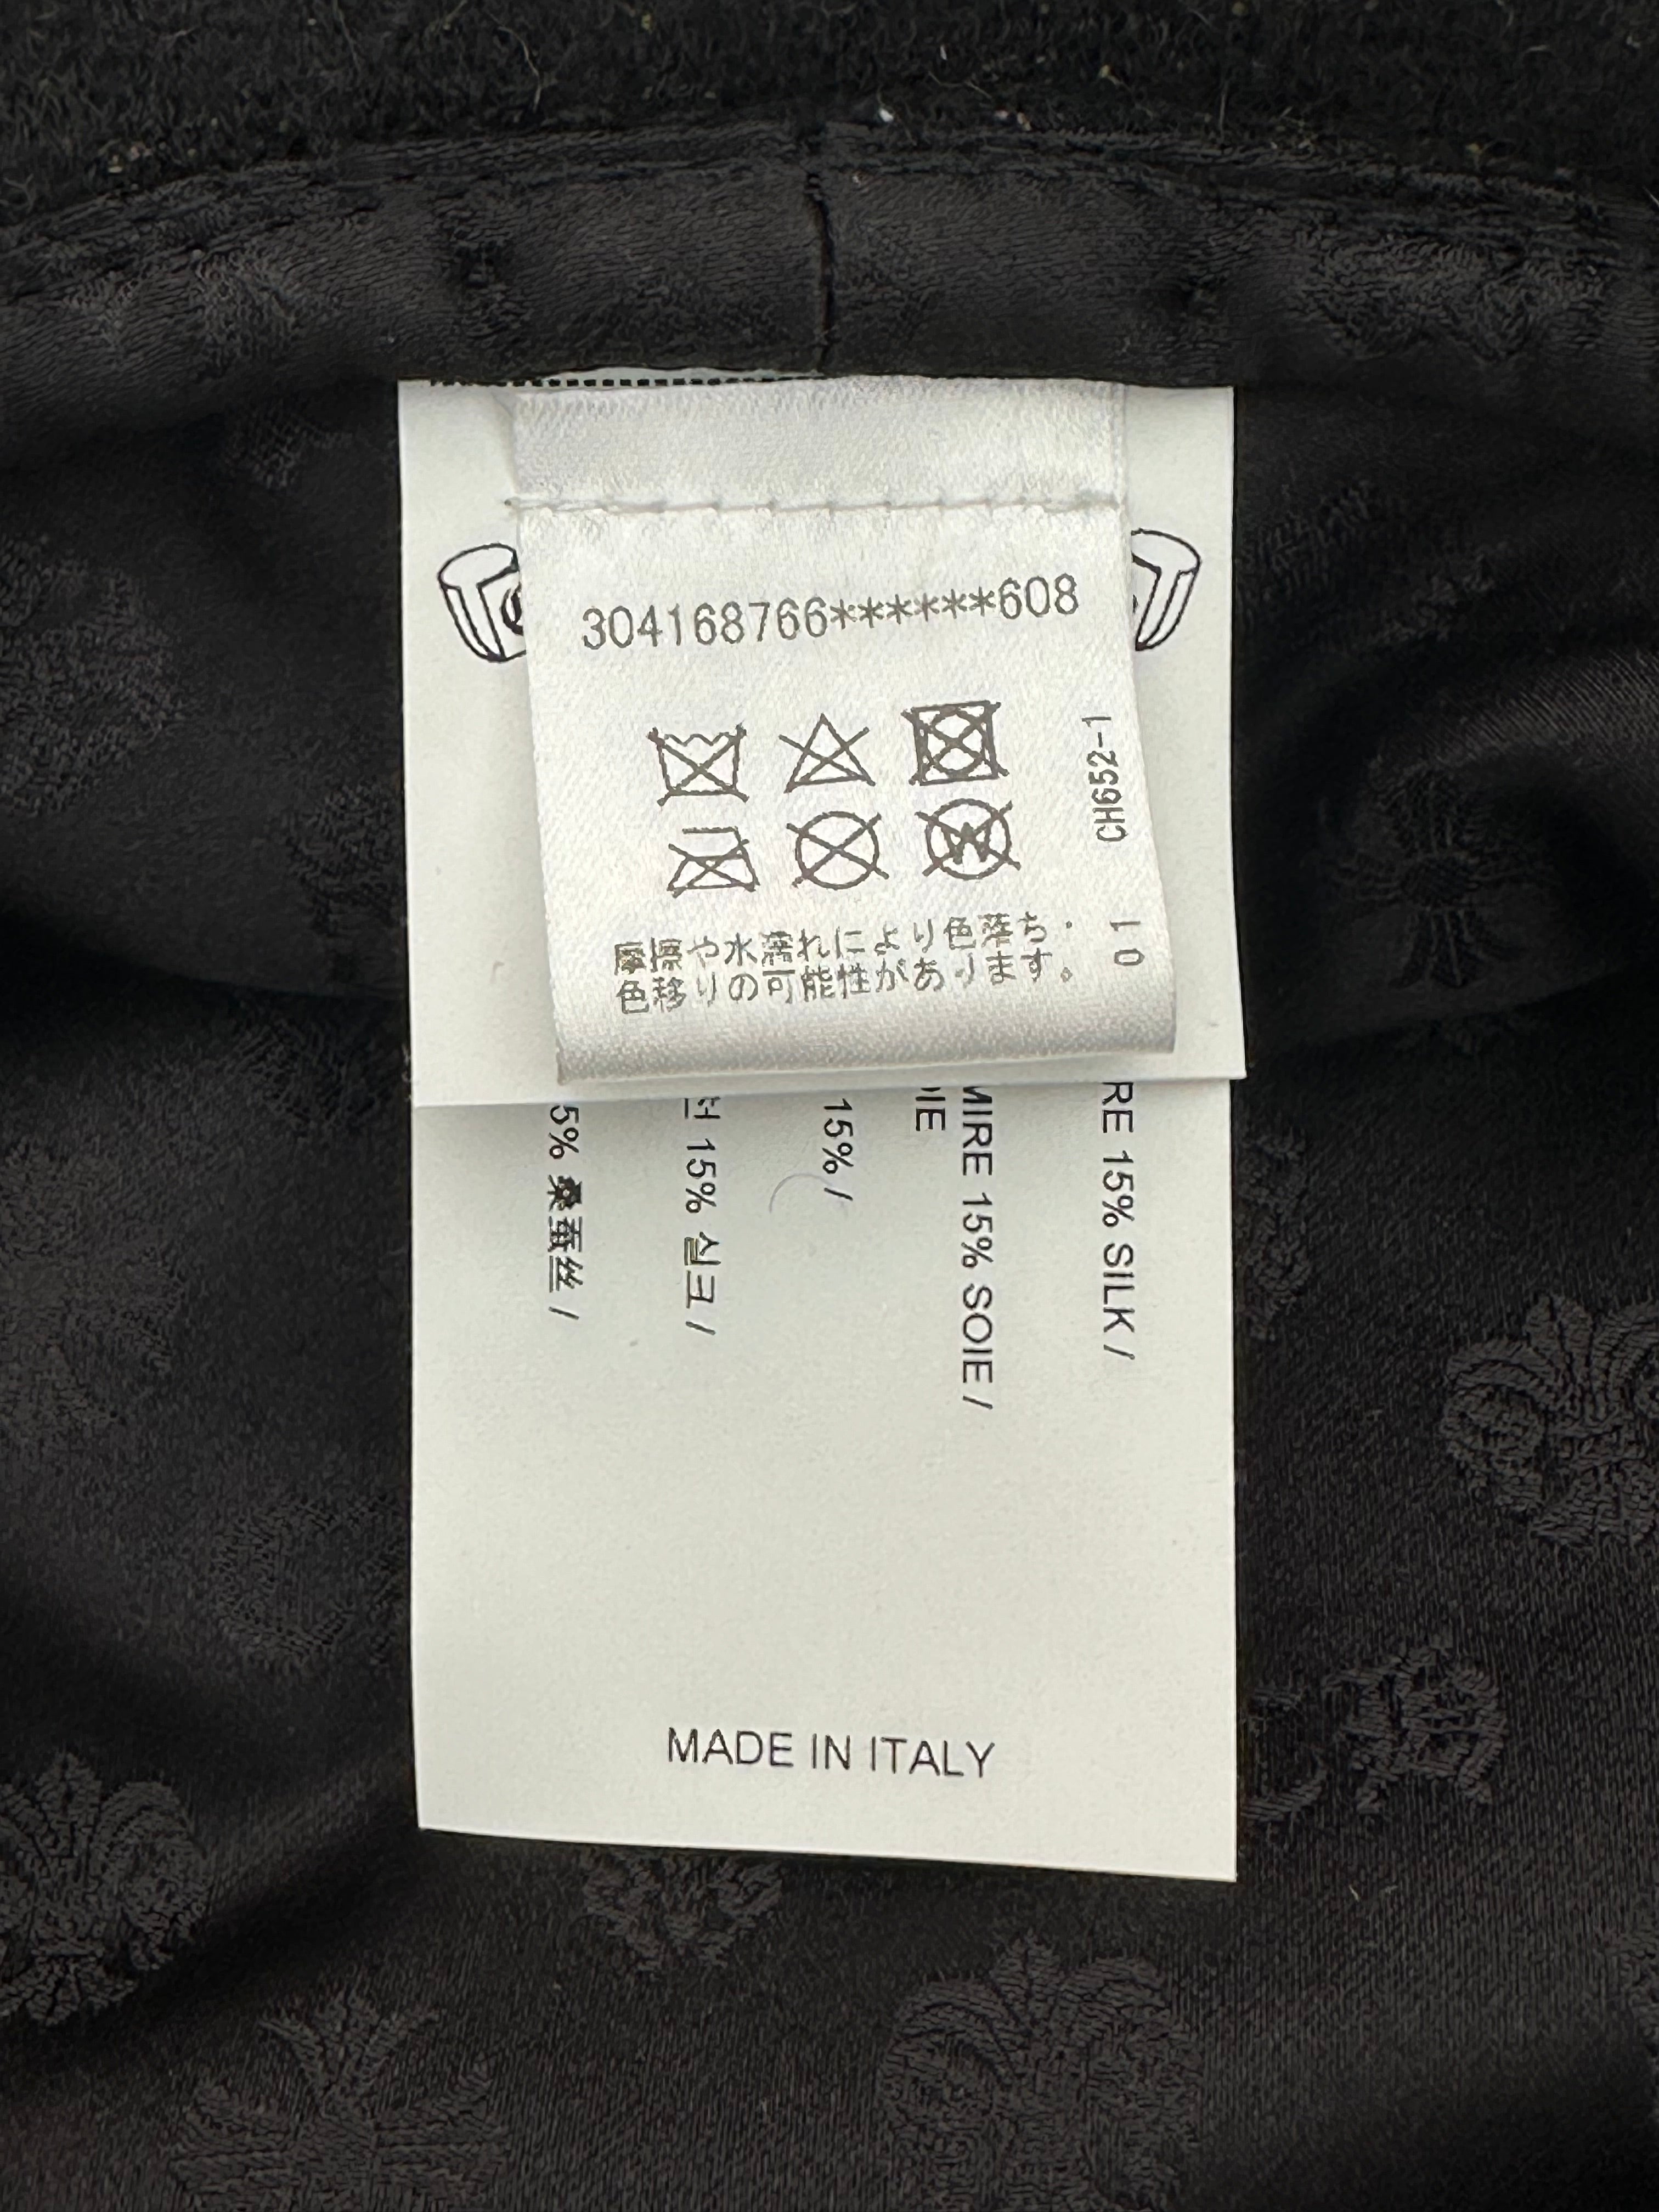 304168766******608
CH652-1
10
摩擦や水濡れにより色落ち・
色移りの可能性があります。
RE 15% SILK /
MIRE 15% SOIE /
OIE
15% /
15% 실크 /
5% 桑蚕丝 /
MADE IN ITALY